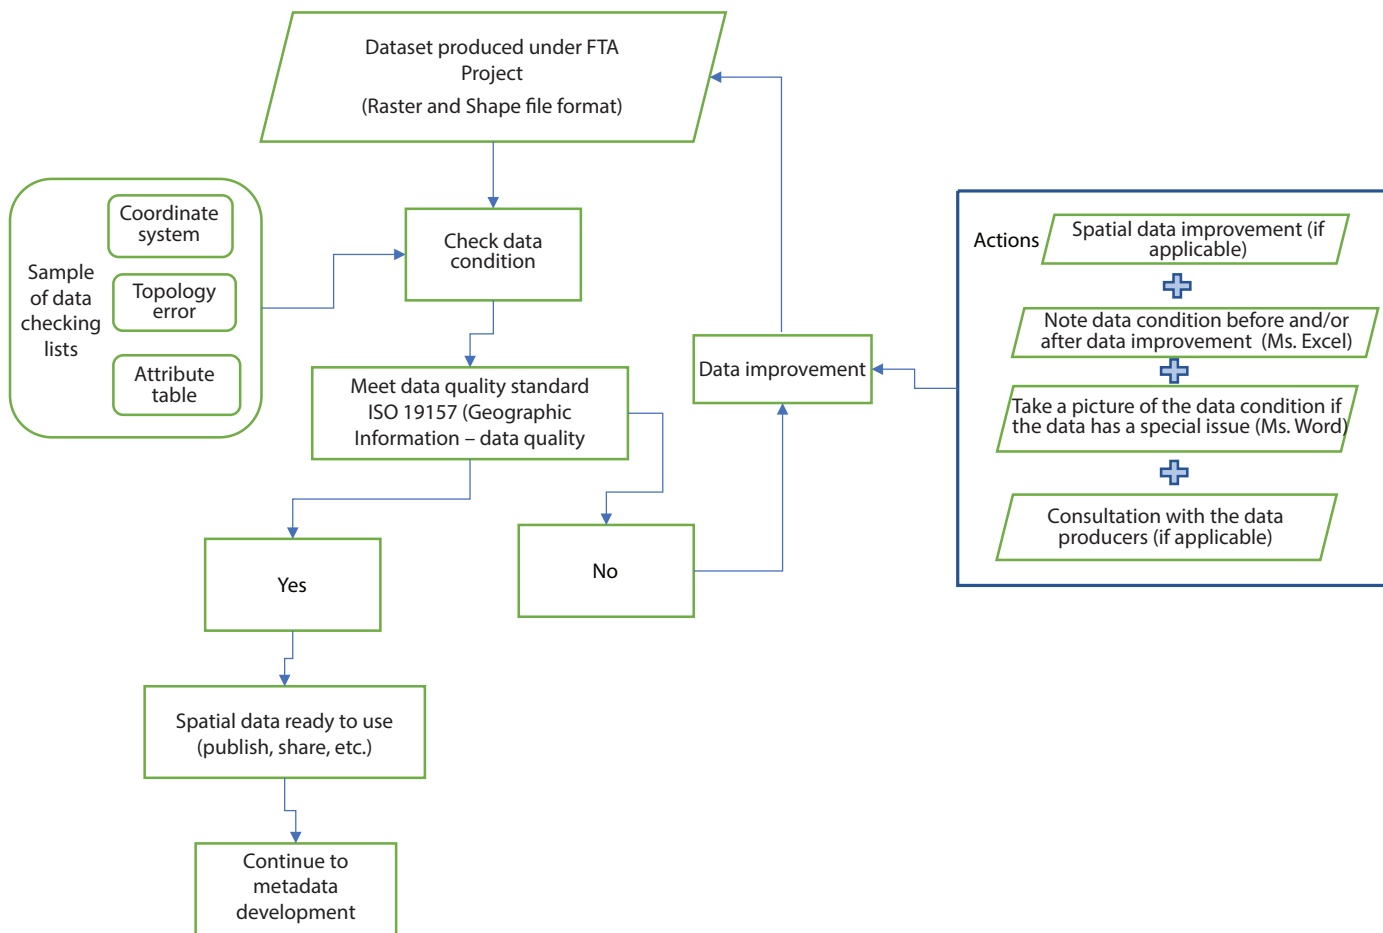 Dataset produced under FTA
Project
(Raster and Shape file format)
Sample
of data
checking
lists
Coordinate
system
Topology
error
Attribute
table
Check data
condition
Meet data quality standard
ISO 19157 (Geographic
Information – data quality
Yes
No
Spatial data ready to use
(publish, share, etc.)
Continue to
metadata
development
Data improvement
Actions
Spatial data improvement (if
applicable)
Note data condition before and/or
after data improvement (Ms. Excel)
Take a picture of the data condition if
the data has a special issue (Ms. Word)
Consultation with the data
producers (if applicable)